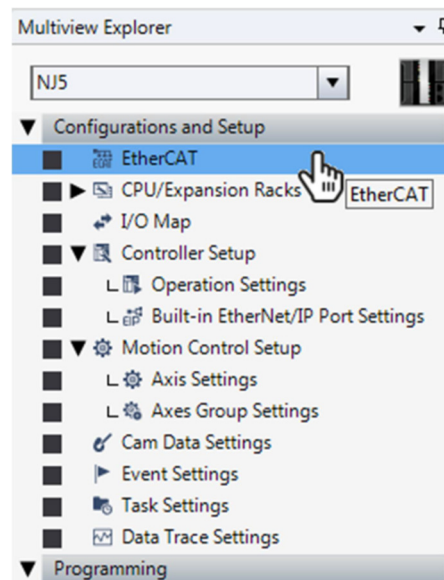 Multiview Explorer
NJ5
Configurations and Setup
EtherCAT
CPU/Expansion Racks
EtherCAT
I/O Map
Controller Setup
Operation Settings
Built-in EtherNet/IP Port Settings
Motion Control Setup
Axis Settings
Axes Group Settings
Cam Data Settings
Event Settings
Task Settings
Data Trace Settings
Programming